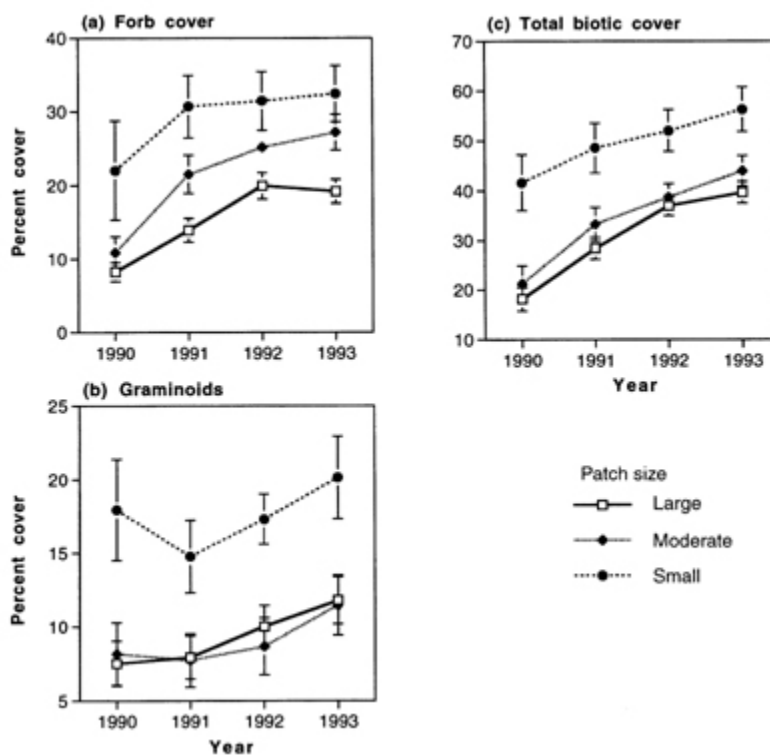 (a) Forb cover
40
30
20
10
0
Percent cover
1990 1991 1992 1993
(c) Total biotic cover
70
60
50
40
30
20
10
Percent cover
1990 1991 1992 1993
Year
(b) Graminoids
25
20
15
10
5
Percent cover
1990 1991 1992 1993
Year
Patch size
Large
Moderate
Small